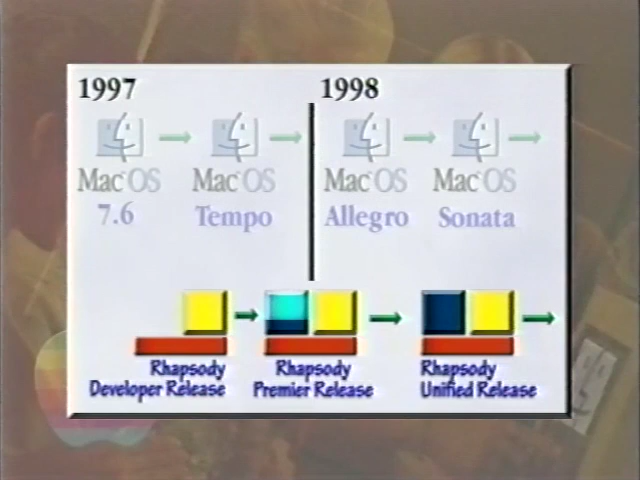 1997
1998
Mac OS
7.6
Mac OS
Tempo
Mac OS
Allegro
Mac OS
Sonata
Rhapsody
Developer Release
Rhapsody
Premier Release
Rhapsody
Unified Release